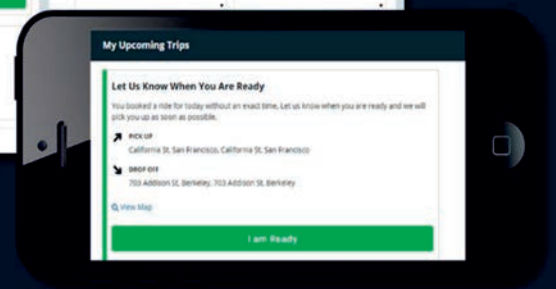 My Upcoming Trips
Let Us Know When You Are Ready
You booked a ride for today without an exact time, Let us know when you are ready and we will
pick you up as soon as possible.
PICK UP
California St, San Francisco, California St, San Francisco
DROP OFF
703 Addison St, Berkeley, 703 Addison St, Berkeley
View Map
I am Ready